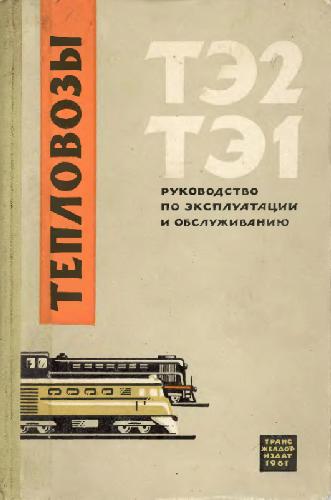 ТЕПЛОВОЗЫ
ТЭ2
ТЭ1
РУКОВОДСТВО
ПО ЭКСПЛУАТАЦИИ
И ОБСЛУЖИВАНИЮ
ТРАНС
ЖЕЛДОР
ИЗДАТ
1961